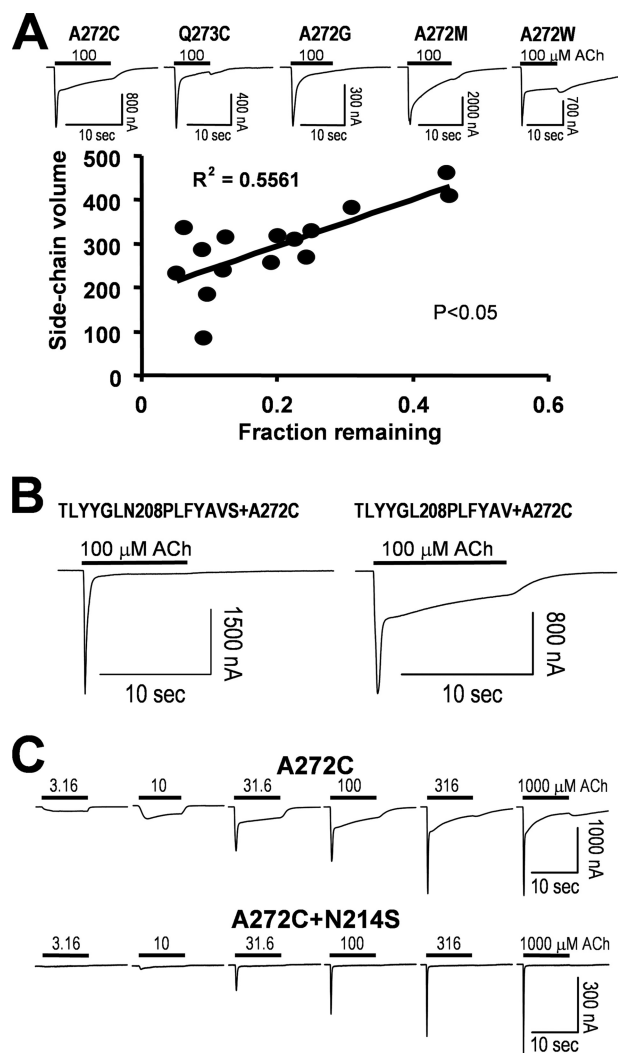 A
A272C Q273C A272G A272M A272W
100 100 100 100 100 μM ACh
800 nA 400 nA 300 nA 2000 nA 700 nA
10 sec 10 sec 10 sec 10 sec 10 sec
500
400
300
200
100
0
Side-chain volume
R² = 0.5561
P<0.05
0 0.2 0.4 0.6
Fraction remaining
B
TLYYGLN208PLFYAVS+A272C TLYYGL208PLFYAV+A272C
100 μM ACh 100 μM ACh
1500 nA 800 nA
10 sec 10 sec
C
A272C
3.16 10 31.6 100 316 1000 μM ACh
1000 nA
10 sec
A272C+N214S
3.16 10 31.6 100 316 1000 μM ACh
300 nA
10 sec